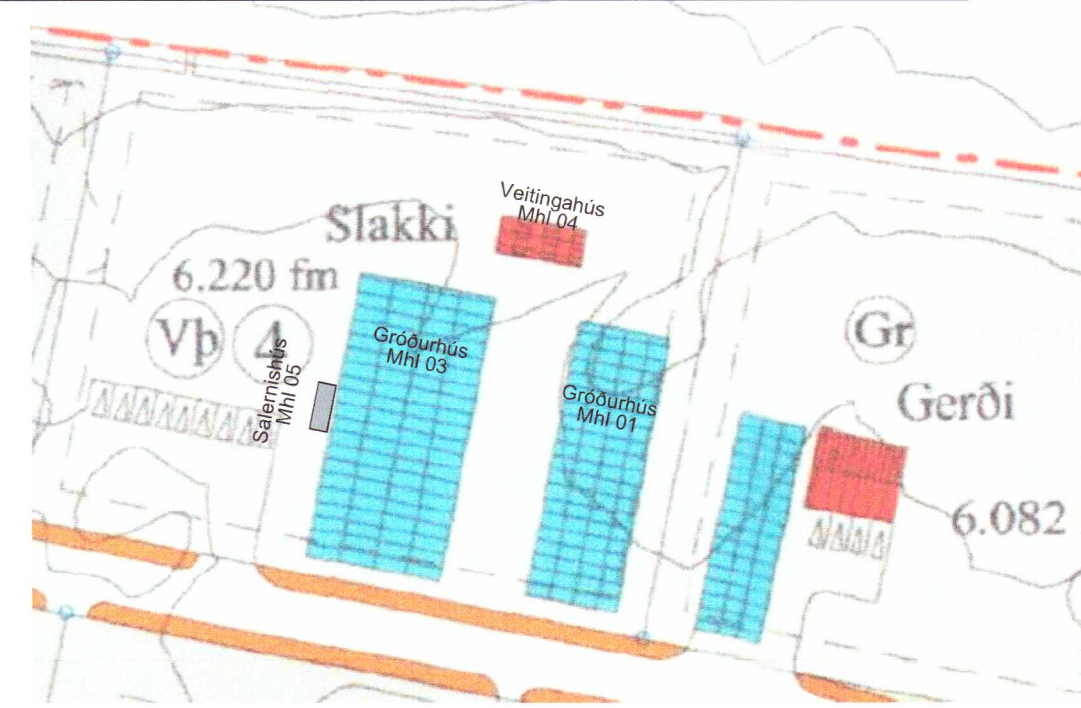 Veitingahús
Mhl 04
Slakki
6.220 fm
Vþ
4
Gróðurhús
Mhl 03
Salernishús
Mhl 05
Gróðurhús
Mhl 01
Gr
Gerði
6.082